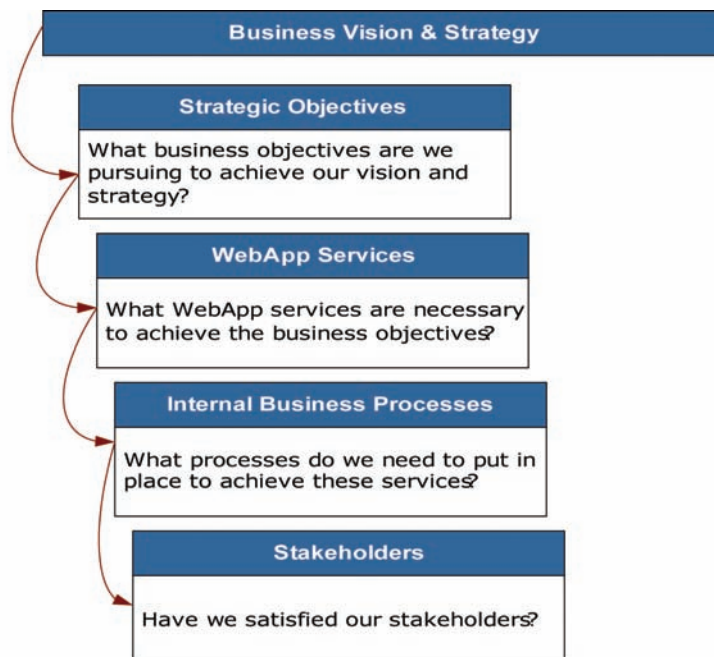 Business Vision & Strategy
Strategic Objectives
What business objectives are we
pursuing to achieve our vision and
strategy?
WebApp Services
What WebApp services are necessary
to achieve the business objectives?
Internal Business Processes
What processes do we need to put in
place to achieve these services?
Stakeholders
Have we satisfied our stakeholders?